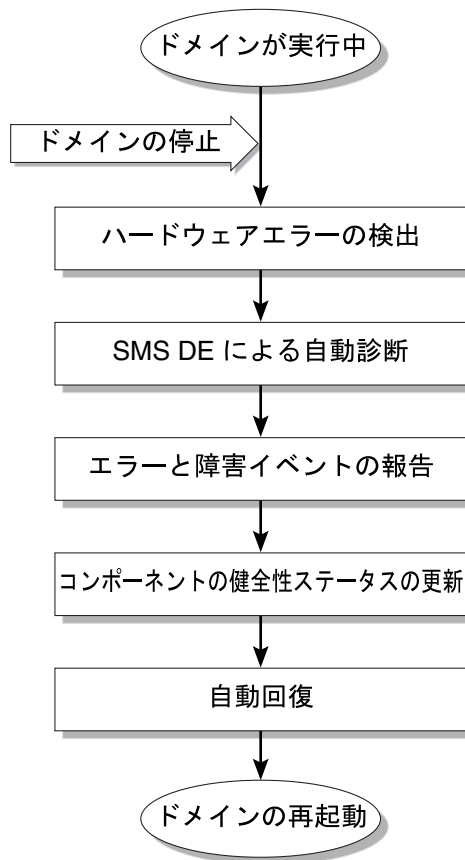 ドメインが実行中
ドメインの停止
ハードウェアエラーの検出
SMS DE による自動診断
エラーと障害イベントの報告
コンポーネントの健全性ステータスの更新
自動回復
ドメインの再起動